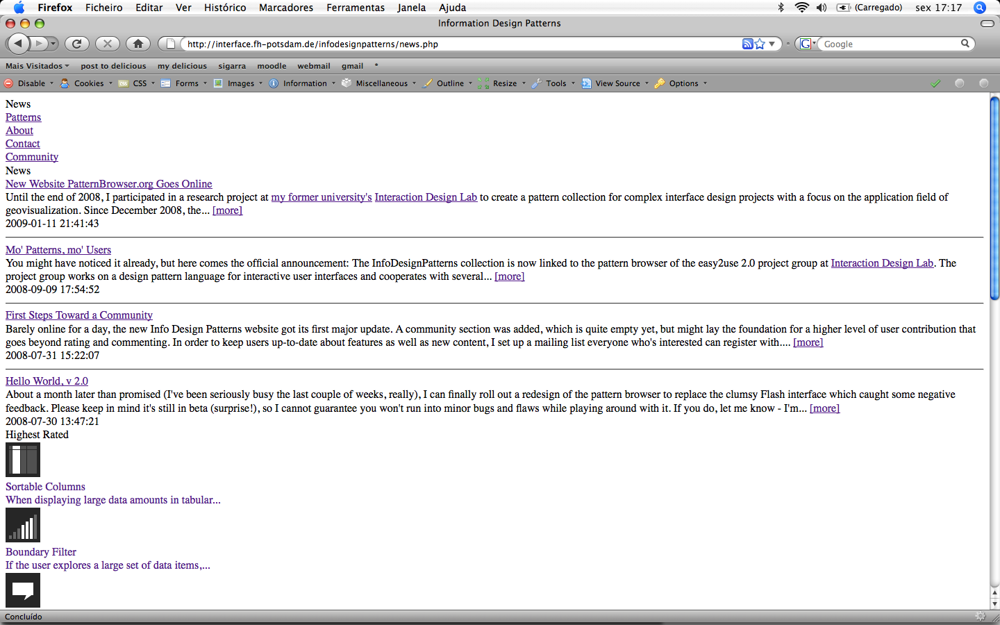 Firefox Ficheiro Editar Ver Histórico Marcadores Ferramentas Janela Ajuda (Carregado) sex 17:17
Information Design Patterns
http://interface.fh-potsdam.de/infodesignpatterns/news.php G Google
Mais Visitados post to delicious my delicious sigarra moodle webmail gmail *
Disable Cookies CSS Forms Images Information Miscellaneous Outline Resize Tools View Source Options
News
Patterns
About
Contact
Community
News
New Website PatternBrowser.org Goes Online
Until the end of 2008, I participated in a research project at my former university's Interaction Design Lab to create a pattern collection for complex interface design projects with a focus on the application field of
geovisualization. Since December 2008, the... [more]
2009-01-11 21:41:43
Mo' Patterns, mo' Users
You might have noticed it already, but here comes the official announcement: The InfoDesignPatterns collection is now linked to the pattern browser of the easy2use 2.0 project group at Interaction Design Lab. The
project group works on a design pattern language for interactive user interfaces and cooperates with several... [more]
2008-09-09 17:54:52
First Steps Toward a Community
Barely online for a day, the new Info Design Patterns website got its first major update. A community section was added, which is quite empty yet, but might lay the foundation for a higher level of user contribution that
goes beyond rating and commenting. In order to keep users up-to-date about features as well as new content, I set up a mailing list everyone who's interested can register with.... [more]
2008-07-31 15:22:07
Hello World, v 2.0
About a month later than promised (I've been seriously busy the last couple of weeks, really), I can finally roll out a redesign of the pattern browser to replace the clumsy Flash interface which caught some negative
feedback. Please keep in mind it's still in beta (surprise!), so I cannot guarantee you won't run into minor bugs and flaws while playing around with it. If you do, let me know - I'm... [more]
2008-07-30 13:47:21
Highest Rated
Sortable Columns
When displaying large data amounts in tabular...
Boundary Filter
If the user explores a large set of data items,...
Concluído